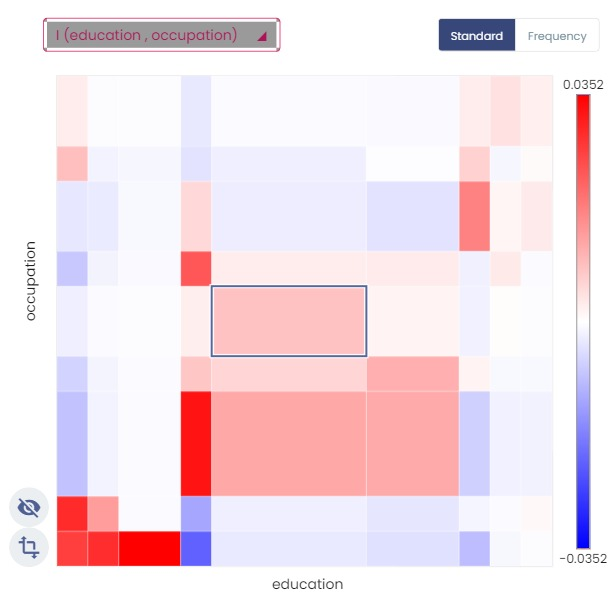 I (education , occupation)
Standard
Frequency
0.0352
occupation
-0.0352
education